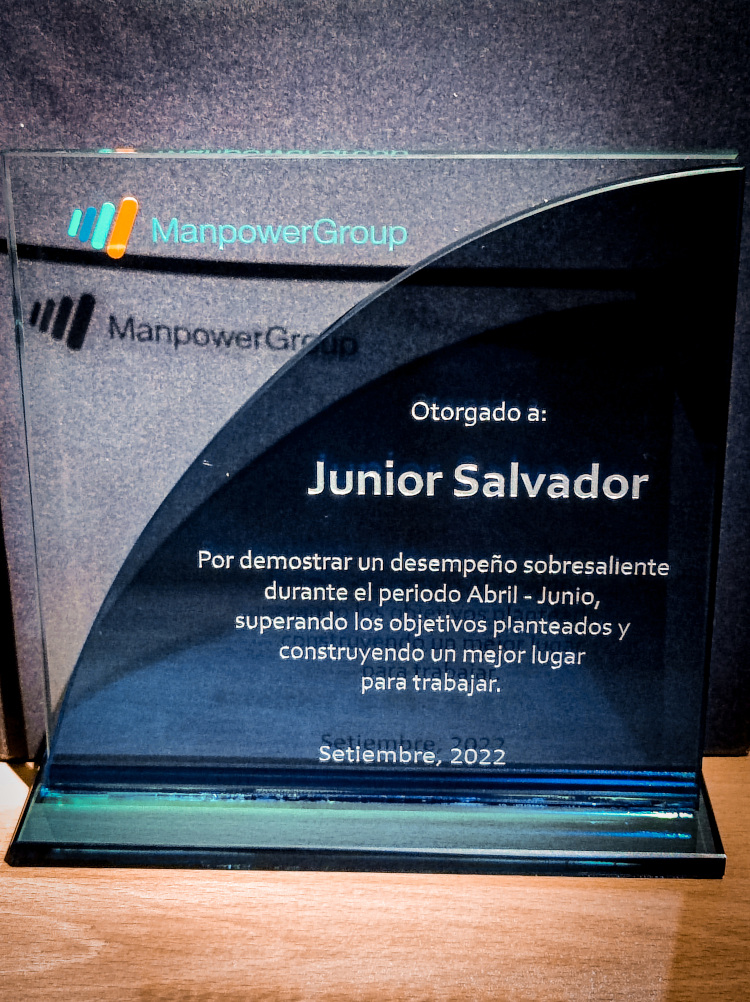 ManpowerGroup
ManpowerGroup
Otorgado a:
Junior Salvador
Por demostrar un desempeño sobresaliente
durante el periodo Abril - Junio,
superando los objetivos planteados y
construyendo un mejor lugar
para trabajar.
Setiembre, 2022